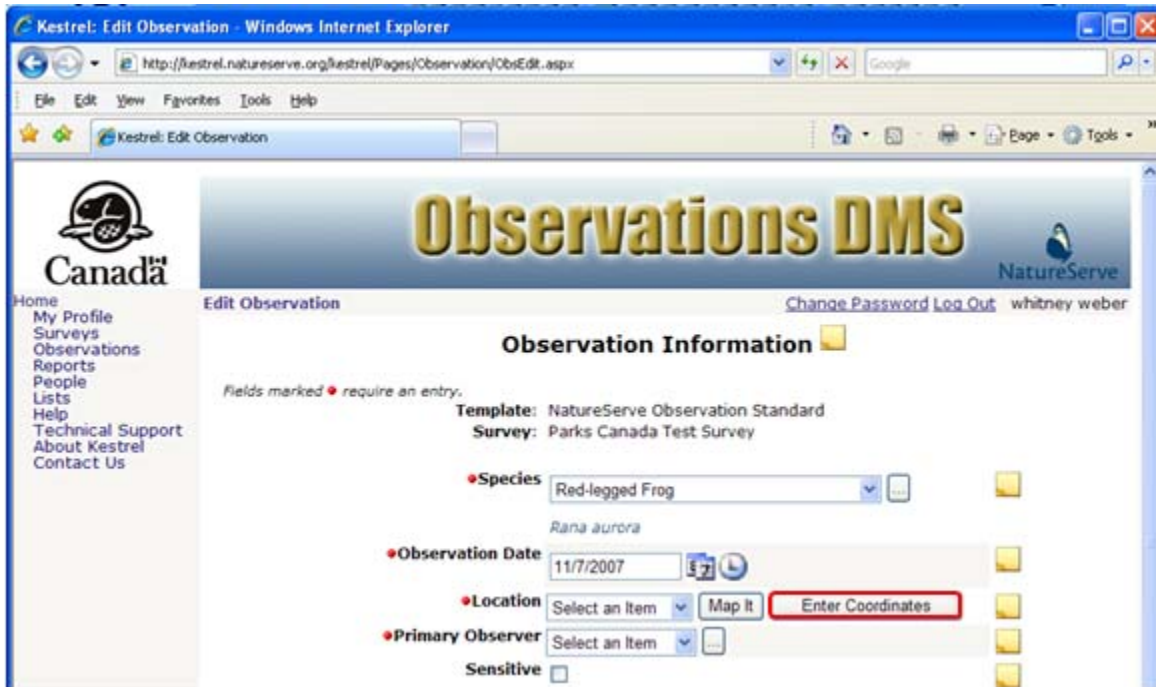 Kestrel: Edit Observation - Windows Internet Explorer
http://kestrel.natureserve.org/kestrel/Pages/Observation/ObsEdit.aspx Google
File Edit View Favorites Tools Help
Kestrel: Edit Observation Page Tools
Observations DMS
Canada
NatureServe
Home
My Profile
Surveys
Observations
Reports
People
Lists
Help
Technical Support
About Kestrel
Contact Us
Edit Observation Change Password Log Out whitney weber
Observation Information
Fields marked require an entry.
Template: NatureServe Observation Standard
Survey: Parks Canada Test Survey
Species Red-legged Frog ...
Rana aurora
Observation Date 11/7/2007
Location Select an Item Map It Enter Coordinates
Primary Observer Select an Item ...
Sensitive